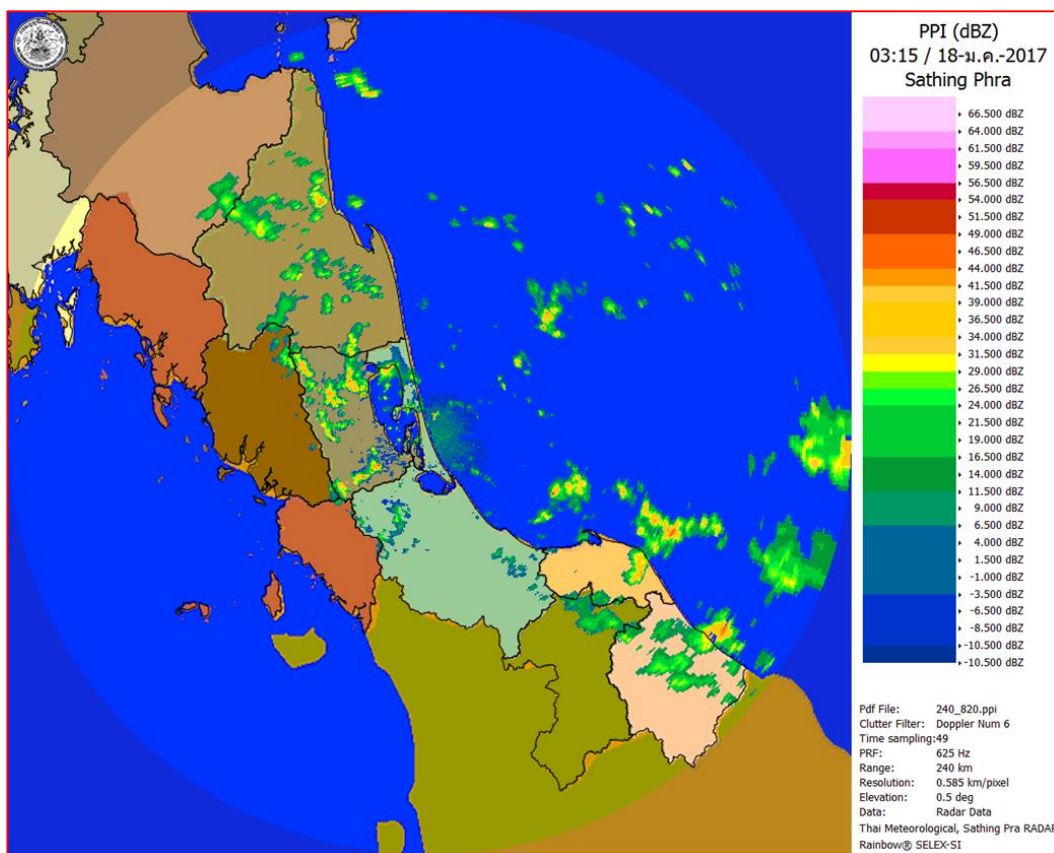 PPI (dBZ)
03:15 / 18-ม.ค.-2017
Sathing Phra
66.500 dBZ
64.000 dBZ
61.500 dBZ
59.500 dBZ
56.500 dBZ
54.000 dBZ
51.500 dBZ
49.000 dBZ
46.500 dBZ
44.000 dBZ
41.500 dBZ
39.000 dBZ
36.500 dBZ
34.000 dBZ
31.500 dBZ
29.000 dBZ
26.500 dBZ
24.000 dBZ
21.500 dBZ
19.000 dBZ
16.500 dBZ
14.000 dBZ
11.500 dBZ
9.000 dBZ
6.500 dBZ
4.000 dBZ
1.500 dBZ
-1.000 dBZ
-3.500 dBZ
-6.500 dBZ
-8.500 dBZ
-10.500 dBZ
-10.500 dBZ
Pdf File: 240_820.ppi
Clutter Filter: Doppler Num 6
Time sampling:49
PRF: 625 Hz
Range: 240 km
Resolution: 0.585 km/pixel
Elevation: 0.5 deg
Data: Radar Data
Thai Meteorological, Sathing Pra RADAR
Rainbow® SELEX-SI